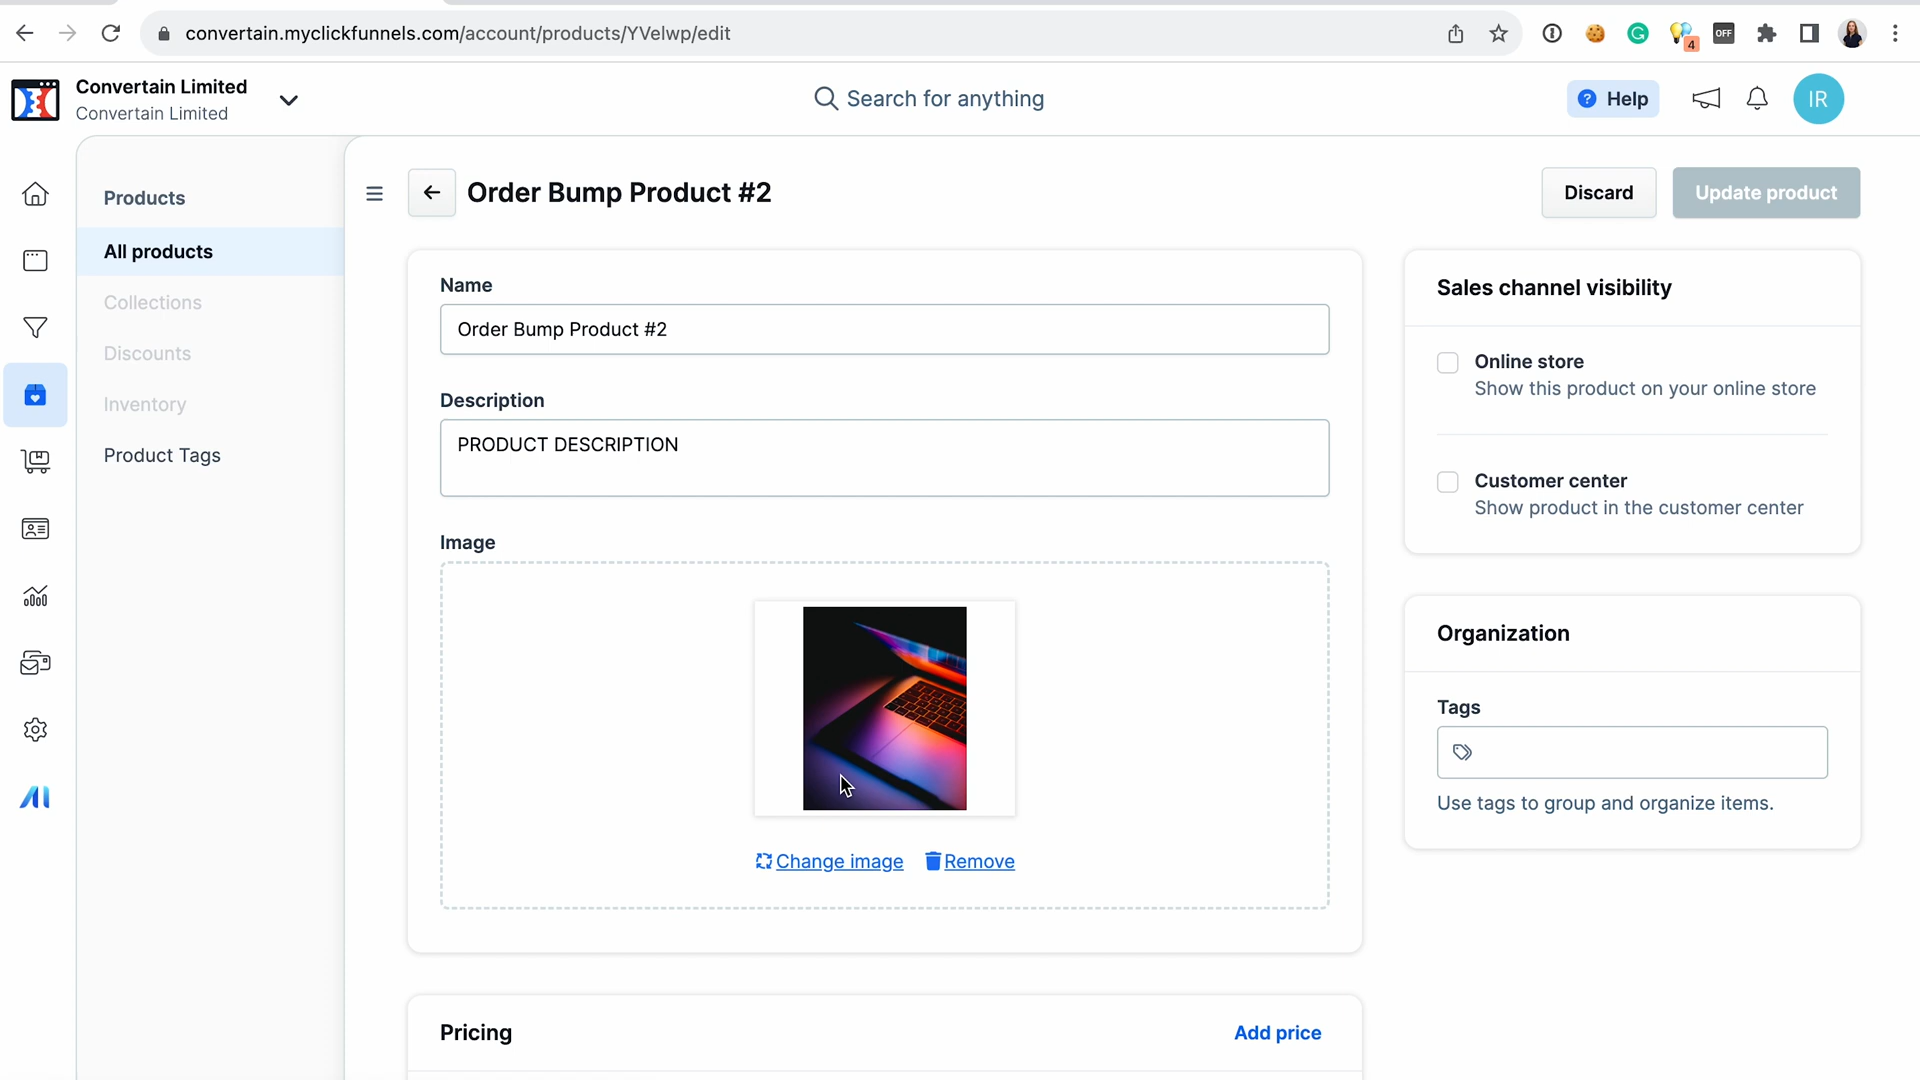 convertain.myclickfunnels.com/account/products/YVelwp/edit
4
OFF
Convertain Limited
Convertain Limited
Search for anything
Help
IR
Products
All products
Collections
Discounts
Inventory
Product Tags
Order Bump Product #2
Discard
Update product
Name
Order Bump Product #2
Description
PRODUCT DESCRIPTION
Image
Change image
Remove
Pricing
Add price
Sales channel visibility
Online store
Show this product on your online store
Customer center
Show product in the customer center
Organization
Tags
Use tags to group and organize items.